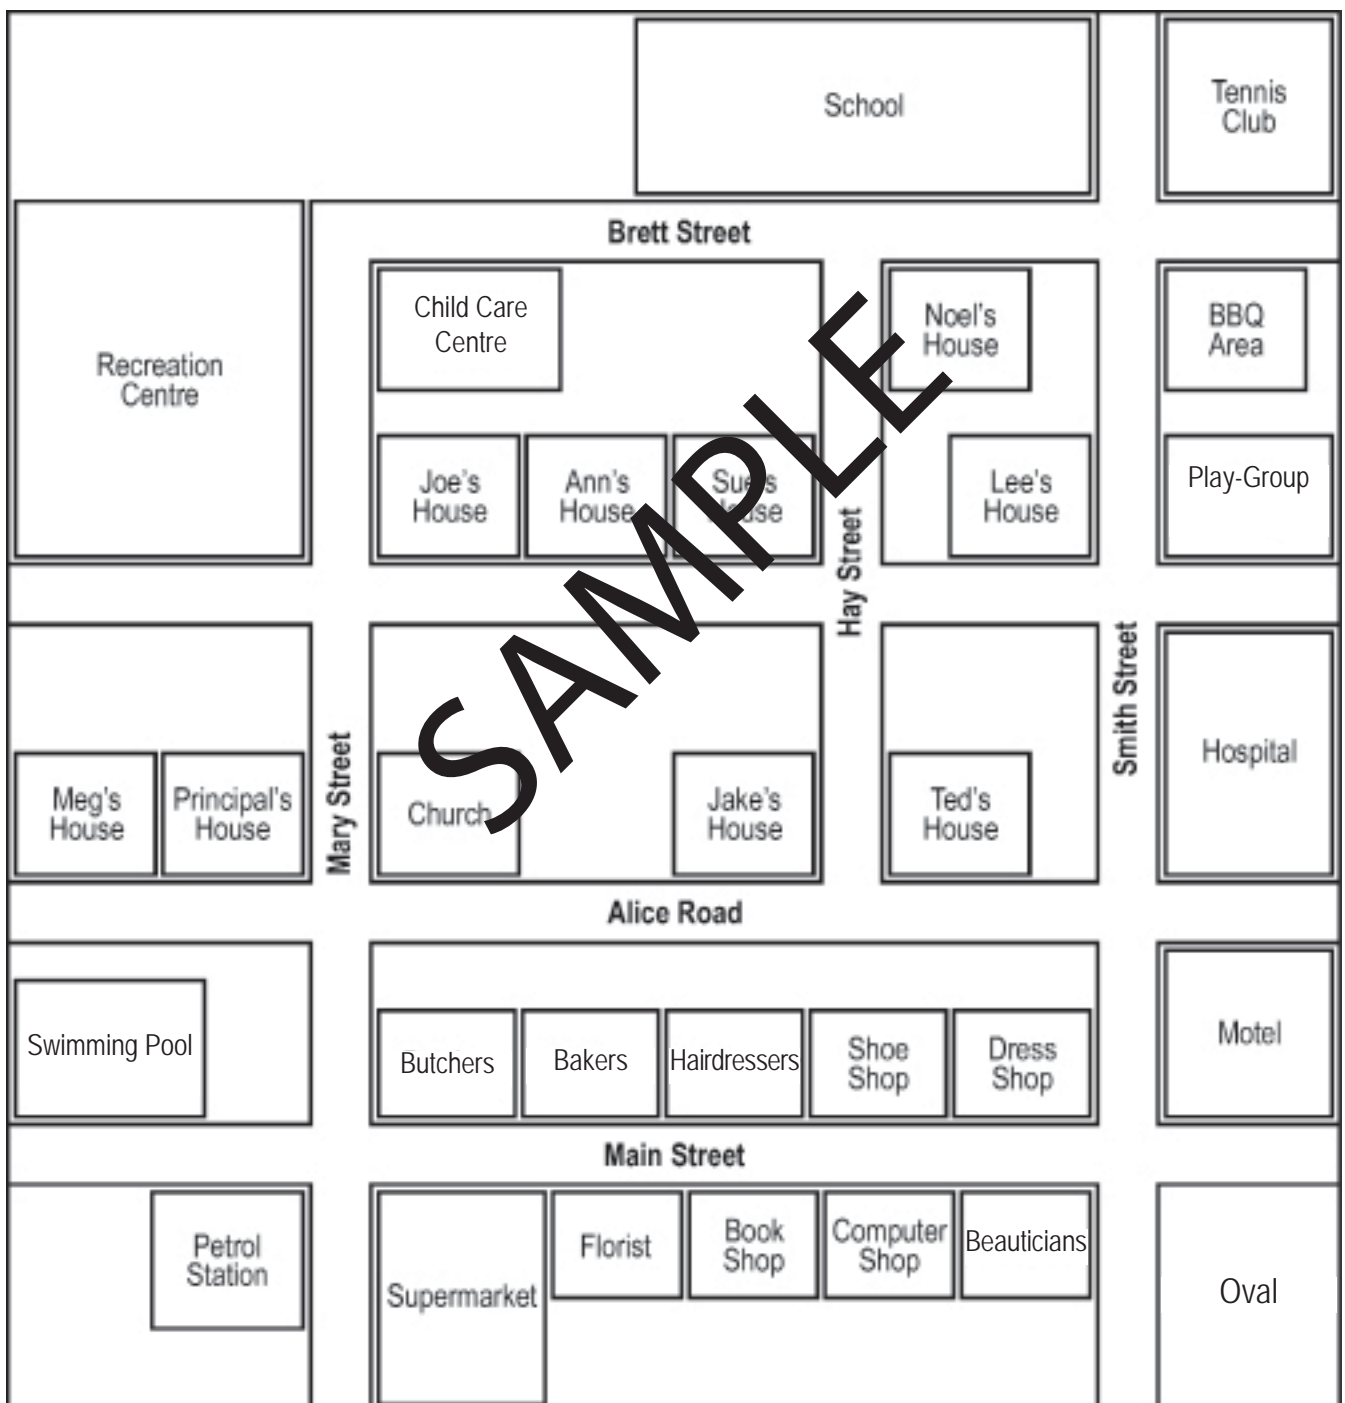 School
Tennis
Club
Brett Street
Recreation
Centre
Child Care
Centre
Noel's
House
BBQ
Area
Joe's
House
Ann's
House
Sue's
House
Lee's
House
Play-Group
Hay Street
SAMPLE
Smith Street
Mary Street
Meg's
House
Principal's
House
Church
Jake's
House
Ted's
House
Hospital
Alice Road
Swimming Pool
Butchers
Bakers
Hairdressers
Shoe
Shop
Dress
Shop
Motel
Main Street
Petrol
Station
Supermarket
Florist
Book
Shop
Computer
Shop
Beauticians
Oval